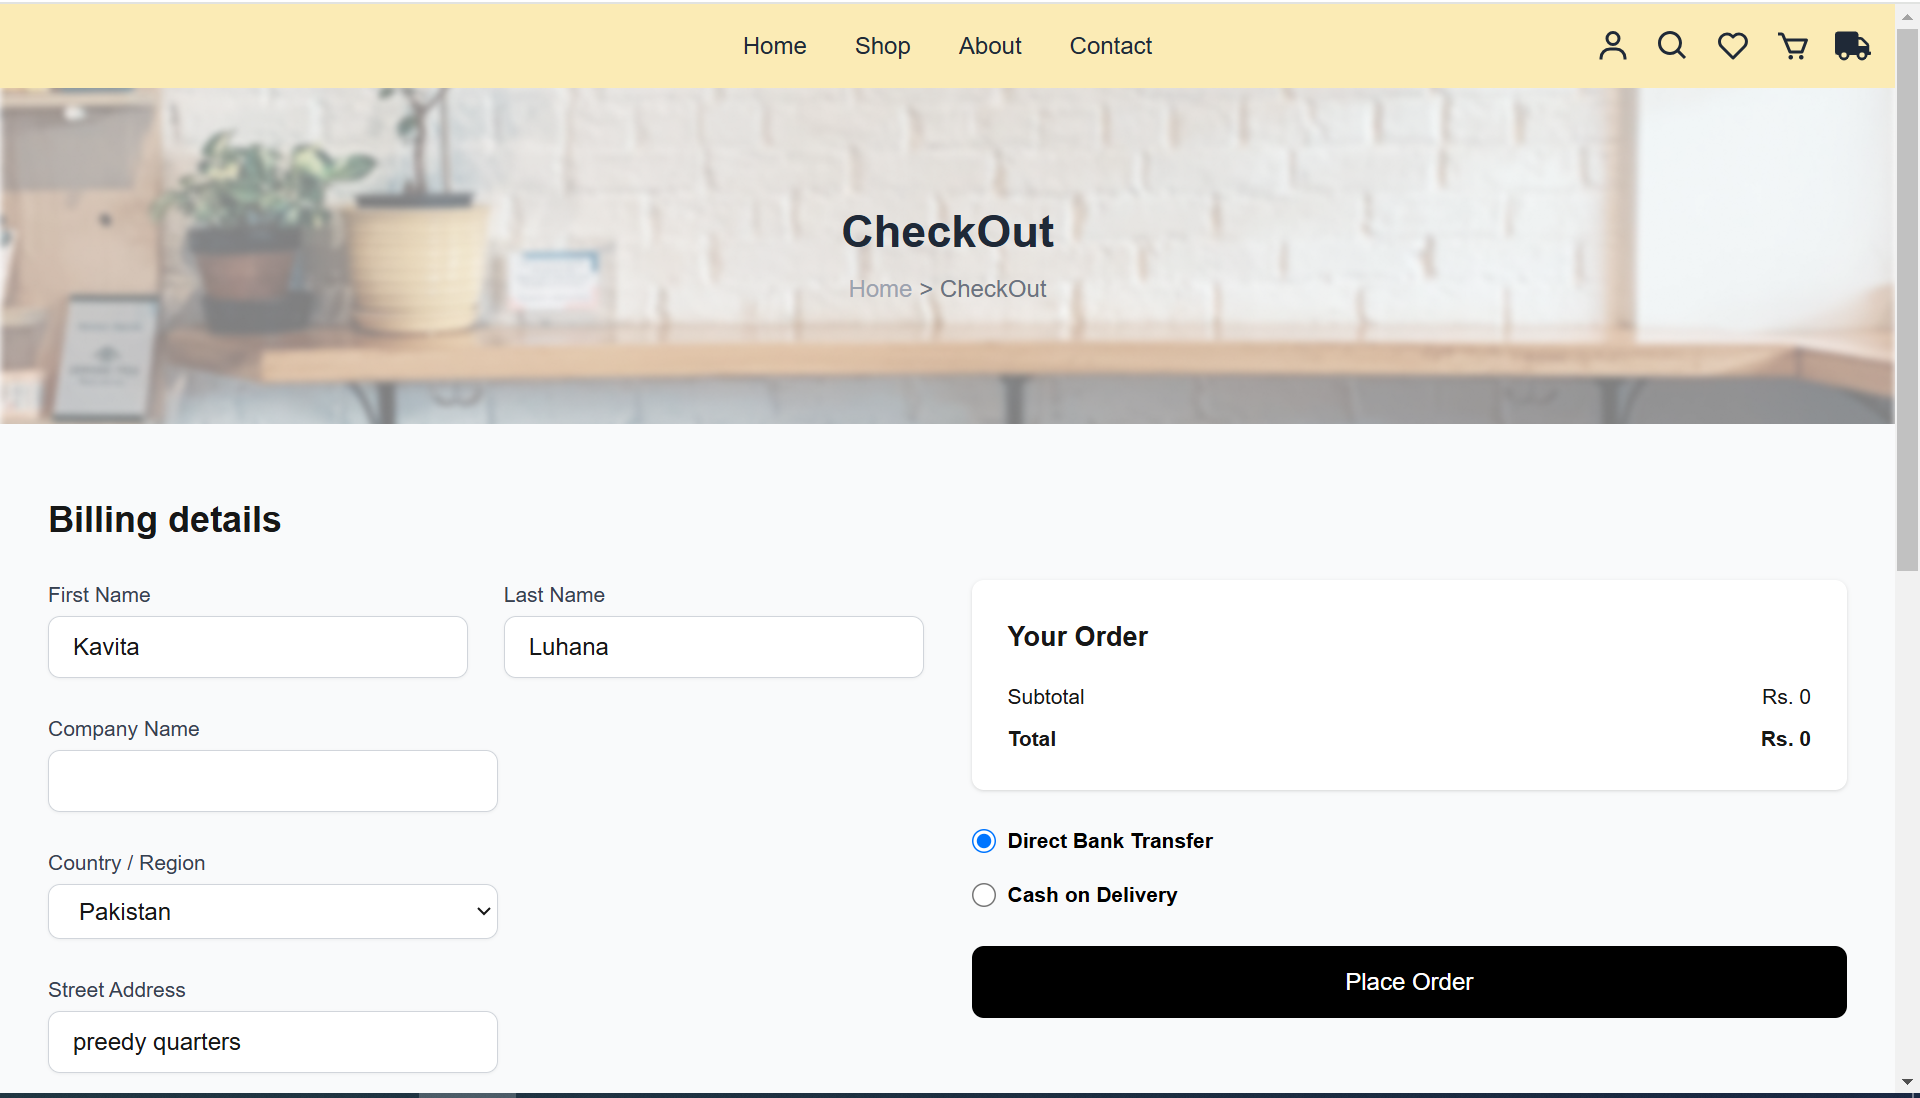 Home Shop About Contact
CheckOut
Home > CheckOut
Billing details
First Name
Last Name
Kavita
Luhana
Company Name
Country / Region
Pakistan
Street Address
preedy quarters
Your Order
Subtotal Rs. 0
Total Rs. 0
Direct Bank Transfer
Cash on Delivery
Place Order